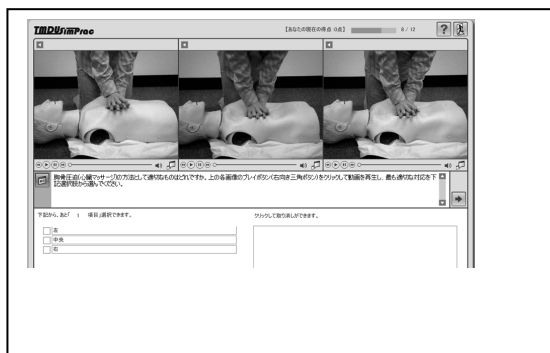 TMDUsimPrac
【あなたの現在の得点 :0点】
8 / 12
?
胸骨圧迫(心臓マッサージ)の方法として適切なものはどれですか。上の各画像のプレイボタン(右向き三角ボタン)をクリックして動画を再生し、最も適切な対応を下
記選択肢から選んでください。
下記から、あと「 1 項目」選択できます。
クリックして取り消しができます。
左
中央
右